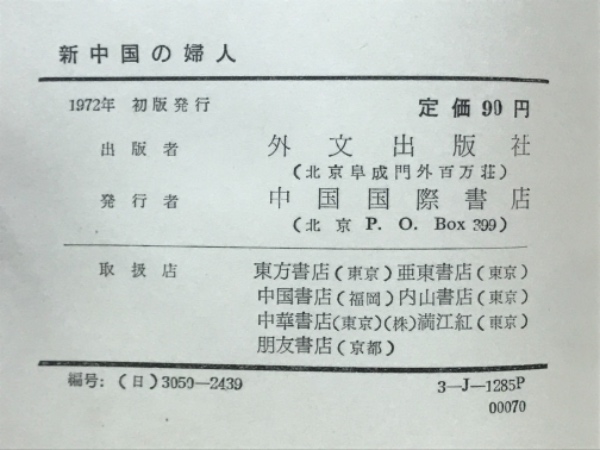 新中国の婦人
1972年 初版発行 定価 90 円
出版者 外文出版社
(北京阜成門外百万荘)
発行者 中国国際書店
(北京 P. O. Box 399)
取扱店 東方書店(東京)亜東書店(東京)
中国書店(福岡)内山書店(東京)
中華書店(東京)(株)満江紅(東京)
朋友書店(京都)
編号:(日)3050—2439 3—J—1285P
00070